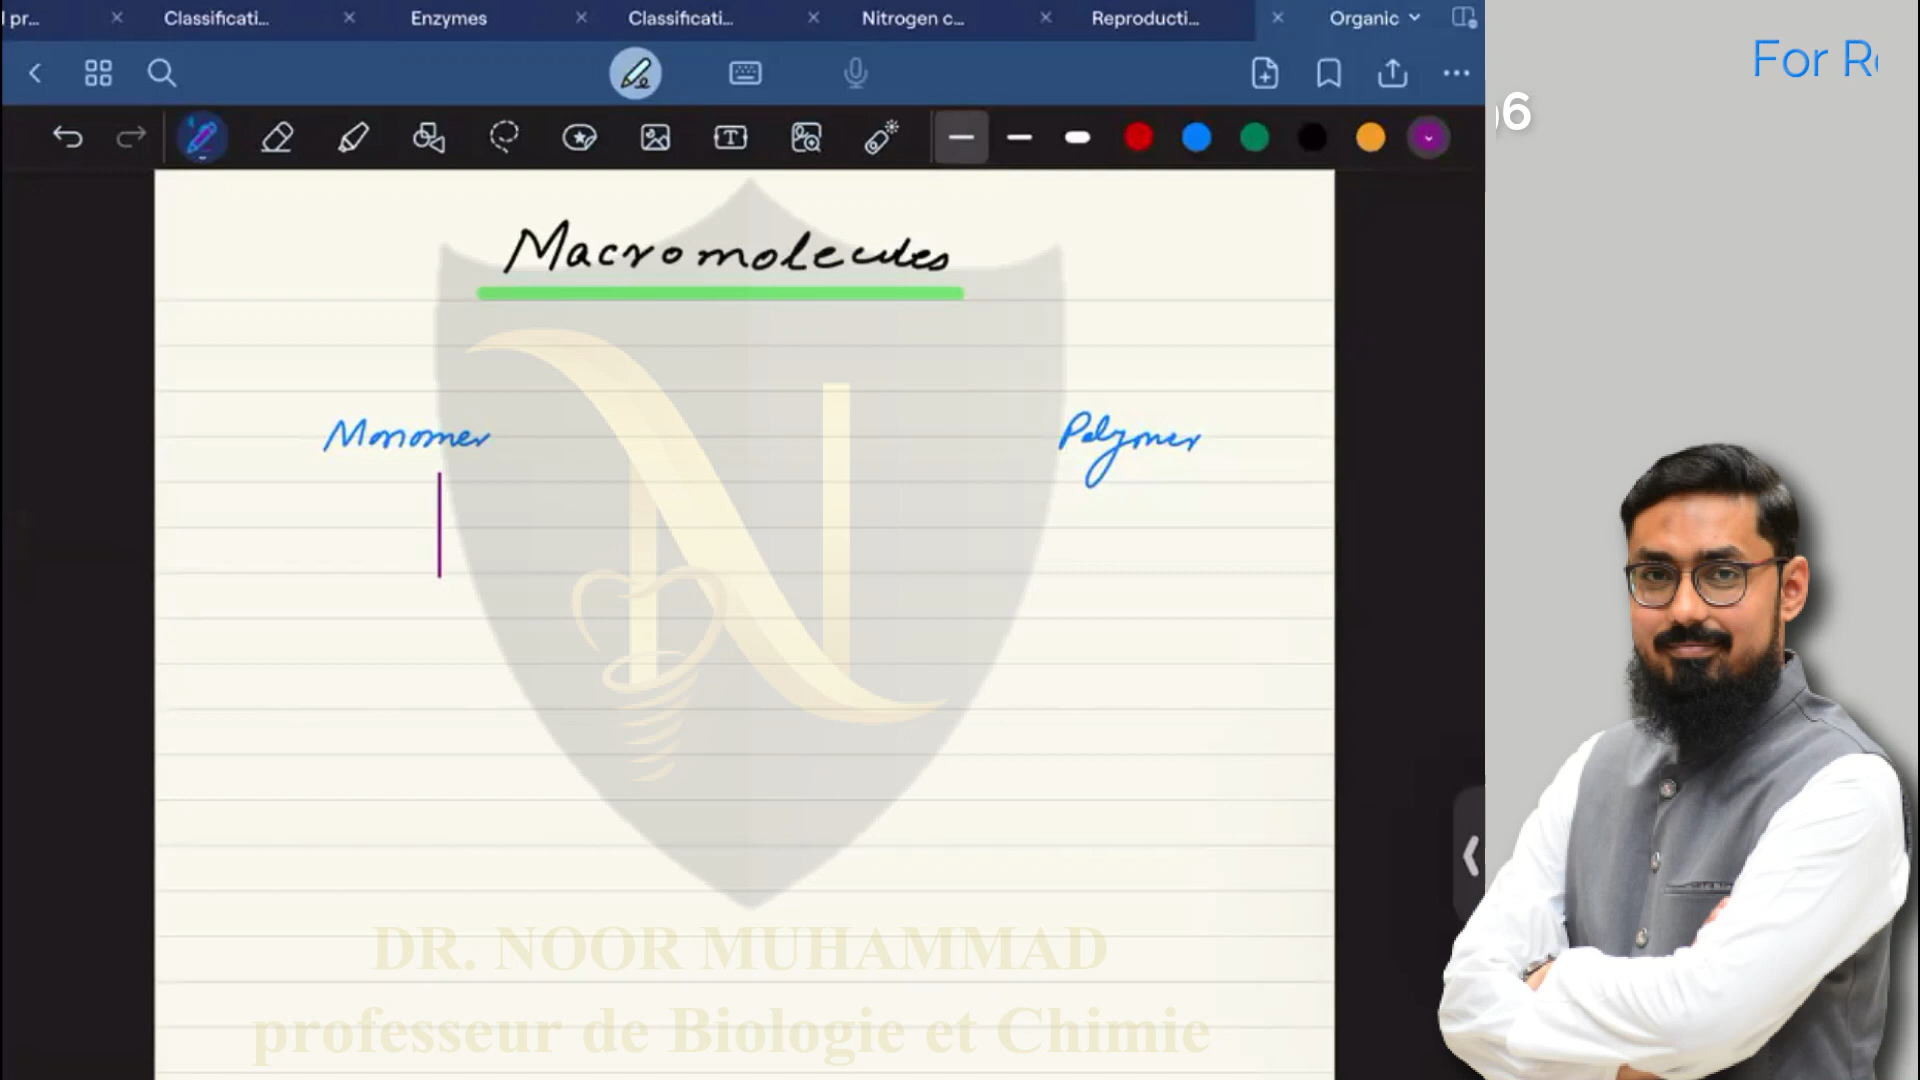 pr...
Classificati...
Enzymes
Classificati...
Nitrogen c...
Reproducti...
Organic
For R
06
Macromolecules
Monomer
Polymer
DR. NOOR MUHAMMAD
professeur de Biologie et Chimie